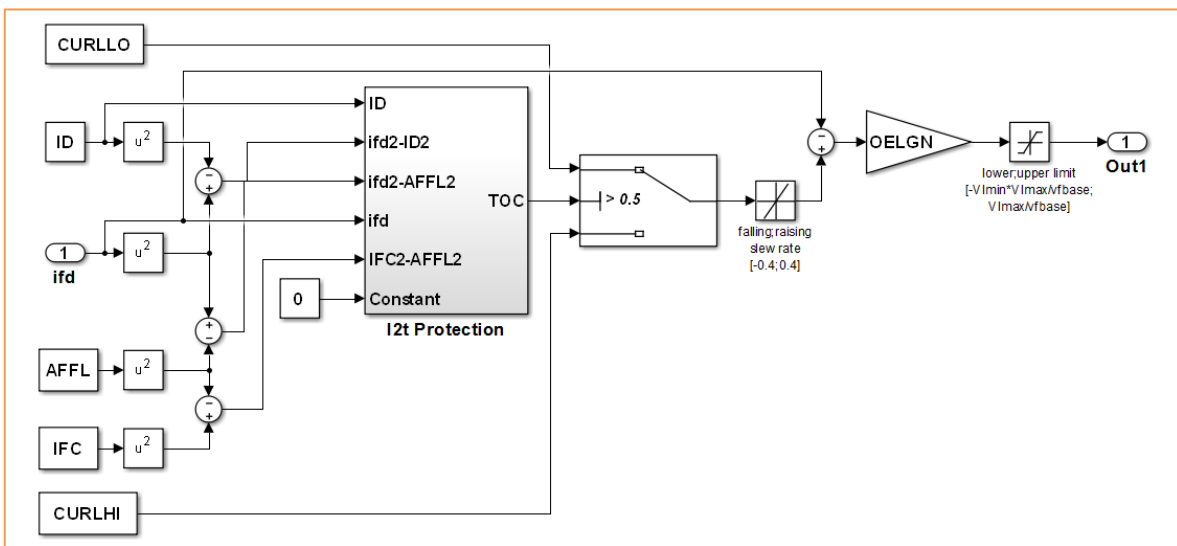 CURLLO
ID
u2
ID
ifd2-ID2
ifd2-AFFL2
ifd
IFC2-AFFL2
Constant
TOC
I2t Protection
> 0.5
falling;raising
slew rate
[-0.4;0.4]
−
+
OELGN
lower;upper limit
[-VImin*VImax/vfbase;
VImax/vfbase]
1
Out1
−
+
1
ifd
u2
0
+
−
AFFL
u2
−
+
IFC
u2
CURLHI